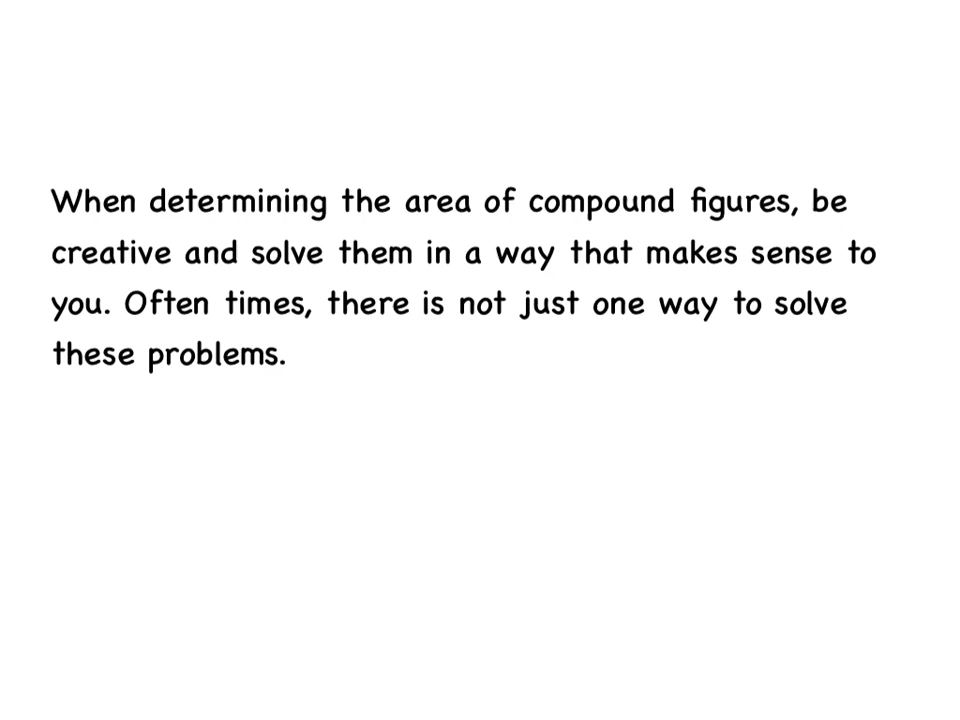 When determining the area of compound figures, be
creative and solve them in a way that makes sense to
you. Often times, there is not just one way to solve
these problems.